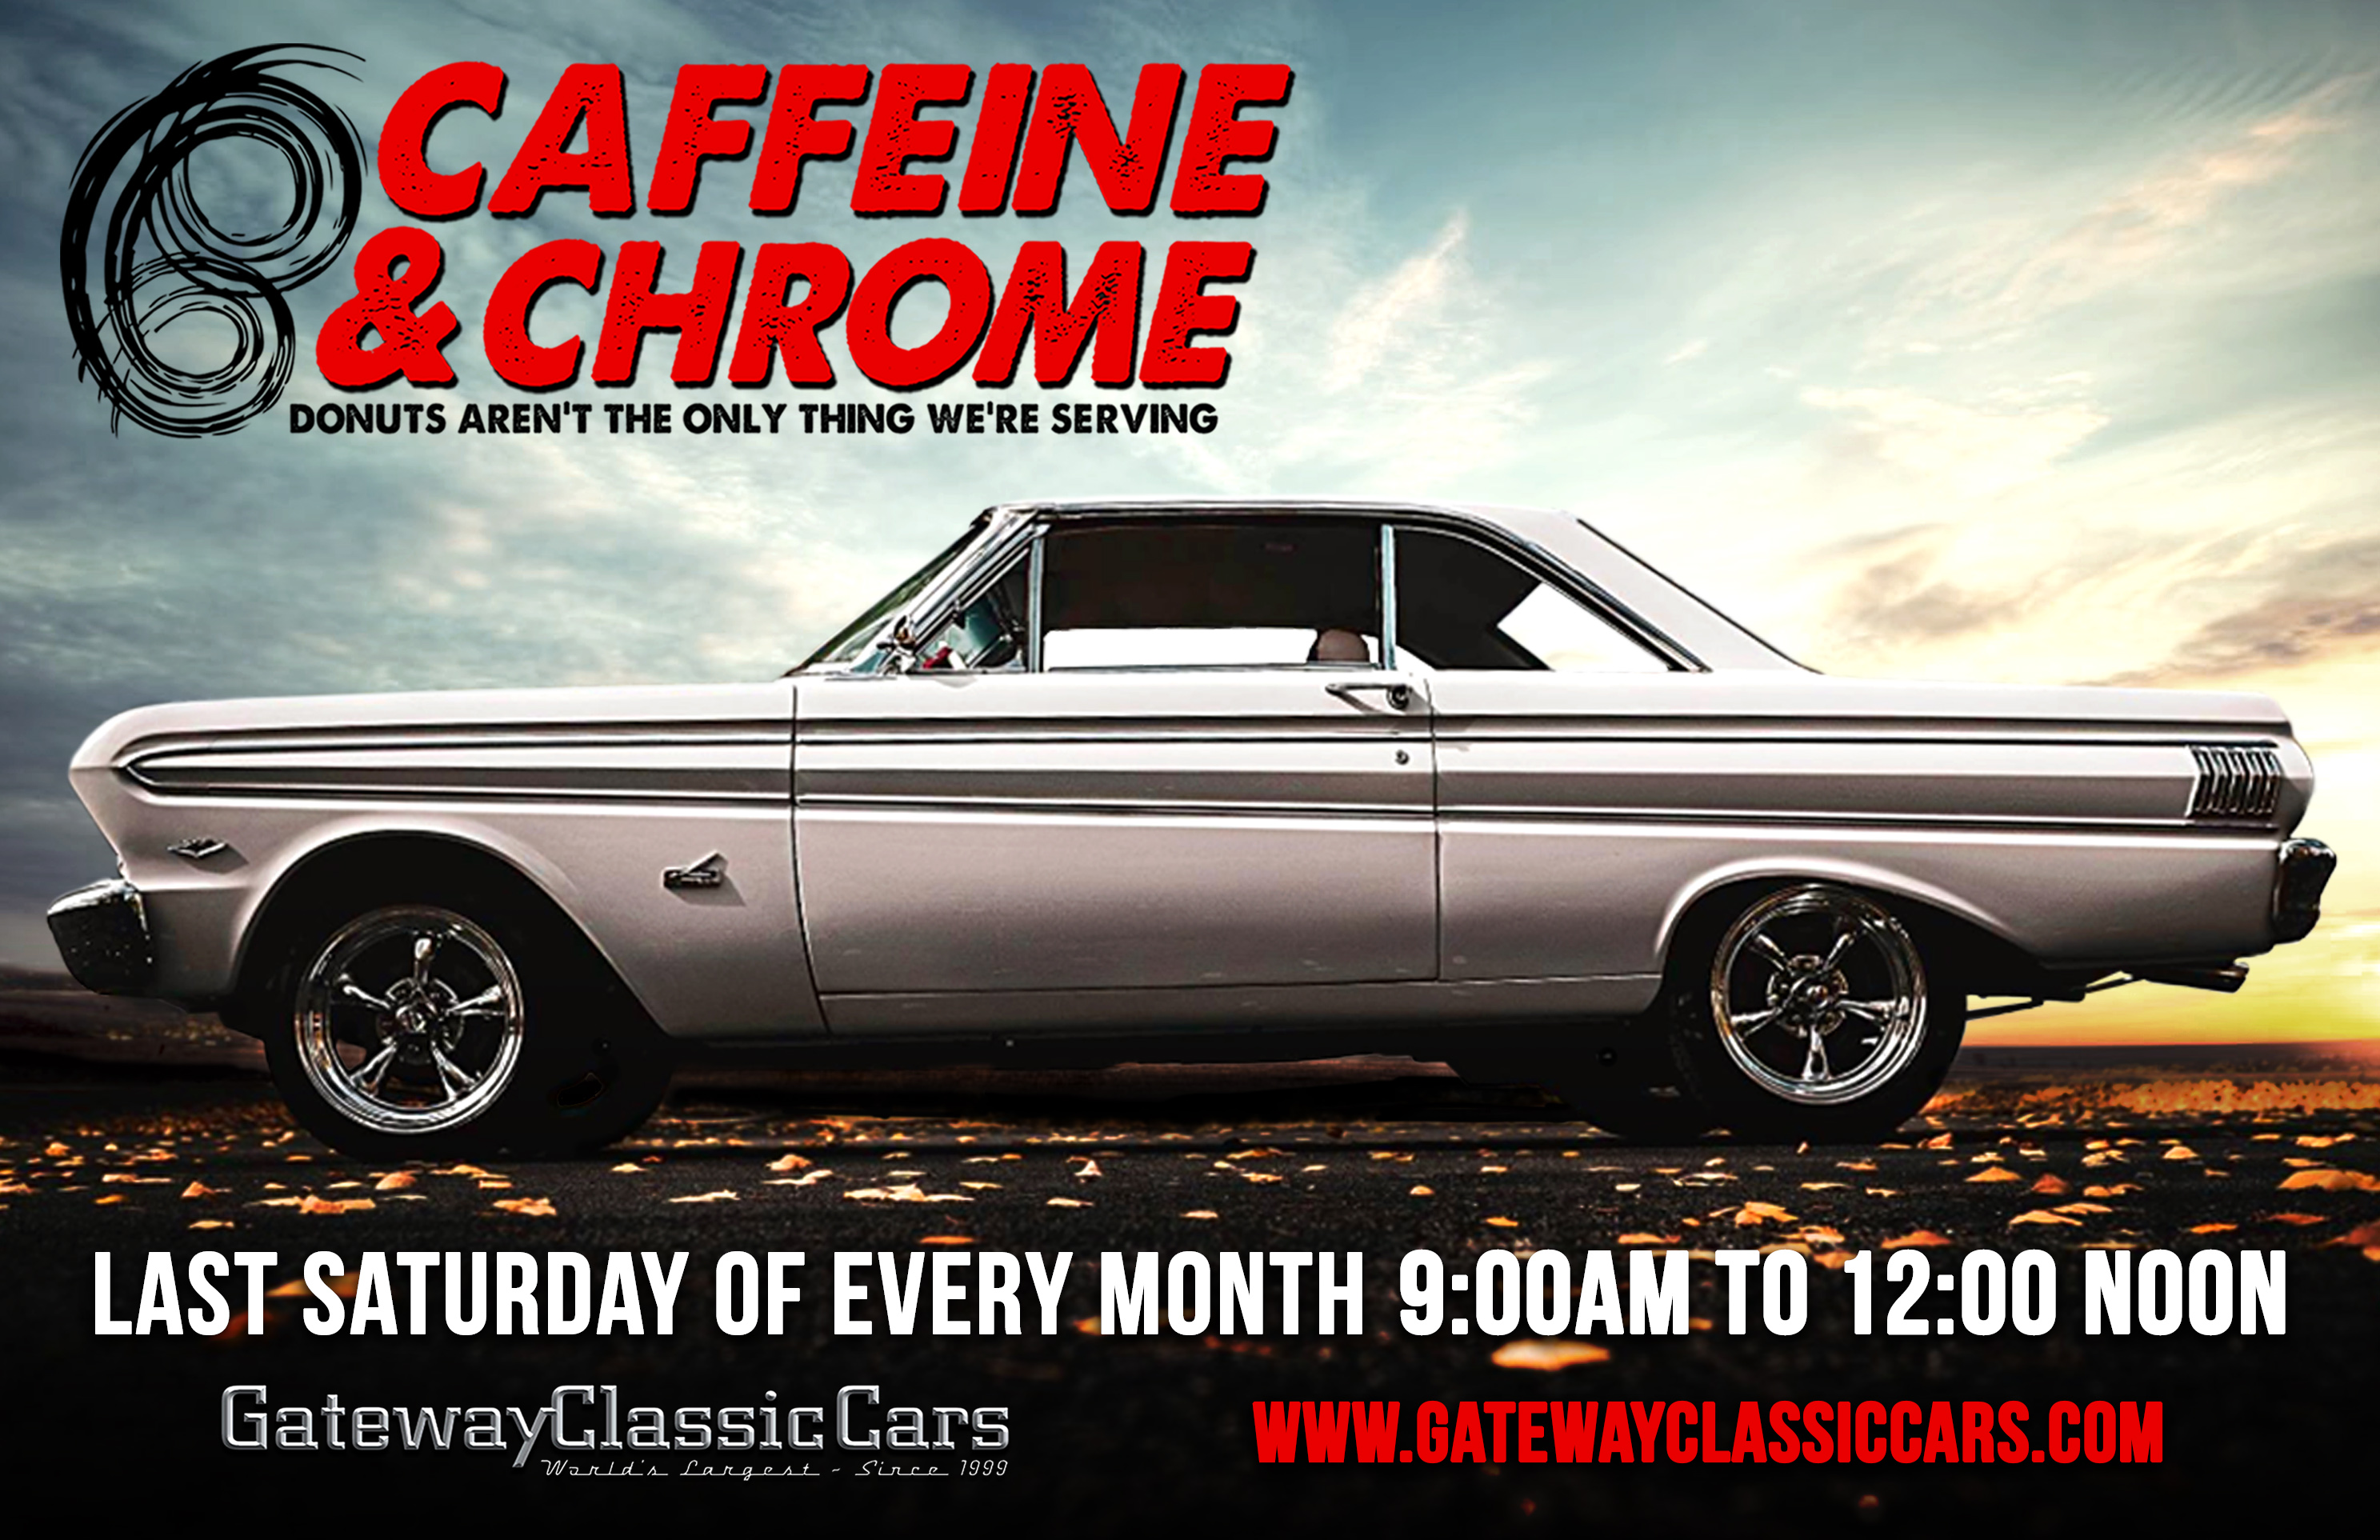 CAFFEINE
& CHROME
DONUTS AREN'T THE ONLY THING WE'RE SERVING
LAST SATURDAY OF EVERY MONTH 9:00AM TO 12:00 NOON
GatewayClassicCars
World's Largest - Since 1999
WWW.GATEWAYCLASSICCARS.COM